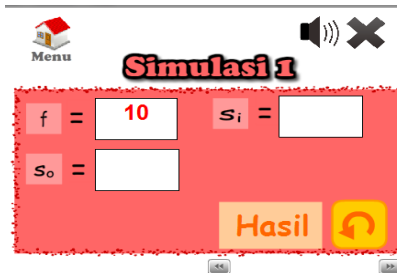 Menu
Simulasi 1
f = 10
sᵢ =
sₒ =
Hasil